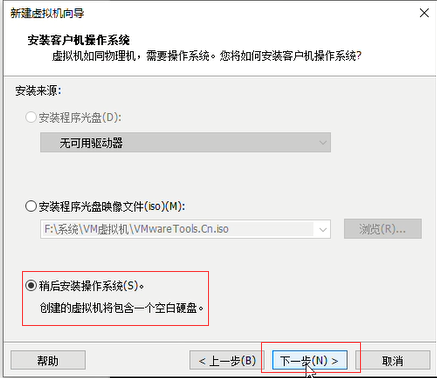 新建虚拟机向导
安装客户机操作系统
虚拟机如同物理机，需要操作系统。您将如何安装客户机操作系统?
安装来源:
安装程序光盘(D):
无可用驱动器
安装程序光盘映像文件(iso)(M):
F:\系统\VM虚拟机\VMwareTools.Cn.iso
浏览(R)...
稍后安装操作系统(S)。
创建的虚拟机将包含一个空白硬盘。
帮助
< 上一步(B)
下一步(N) >
取消